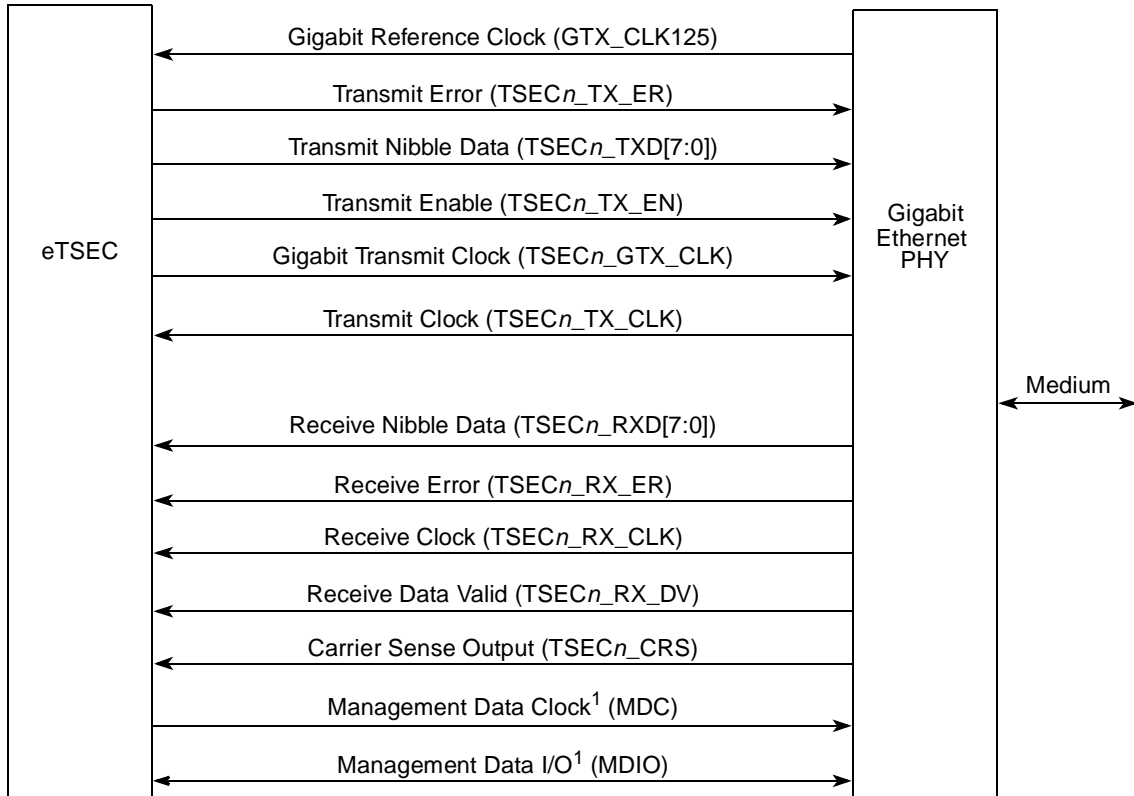 Gigabit Reference Clock (GTX_CLK125)
Transmit Error (TSECn_TX_ER)
Transmit Nibble Data (TSECn_TXD[7:0])
Transmit Enable (TSECn_TX_EN)
eTSEC
Gigabit Transmit Clock (TSECn_GTX_CLK)
Gigabit
Ethernet
PHY
Transmit Clock (TSECn_TX_CLK)
Medium
Receive Nibble Data (TSECn_RXD[7:0])
Receive Error (TSECn_RX_ER)
Receive Clock (TSECn_RX_CLK)
Receive Data Valid (TSECn_RX_DV)
Carrier Sense Output (TSECn_CRS)
Management Data Clock¹ (MDC)
Management Data I/O¹ (MDIO)